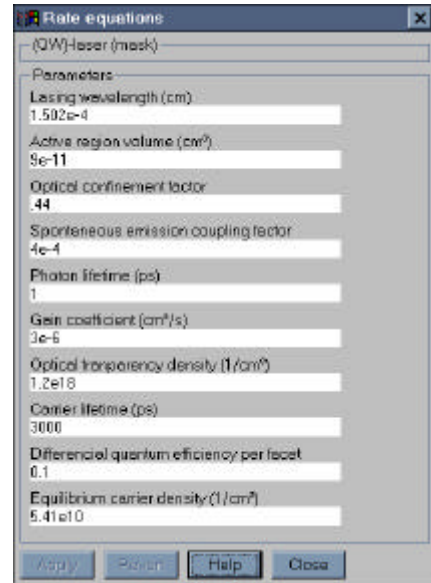 Rate equations
(QW)-laser (mask)
Parameters
Lasing wavelength (cm)
1.502e-4
Active region volume (cm³)
9e-11
Optical confinement factor
.44
Spontaneous emission coupling factor
4e-4
Photon lifetime (ps)
1
Gain coefficient (cm³/s)
3e-6
Optical tranparency density (1/cm³)
1.2e18
Carrier lifetime (ps)
3000
Differencial quantum efficiency per facet
0.1
Equilibrium carrier density (1/cm³)
5.41e10
Apply Revert Help Close